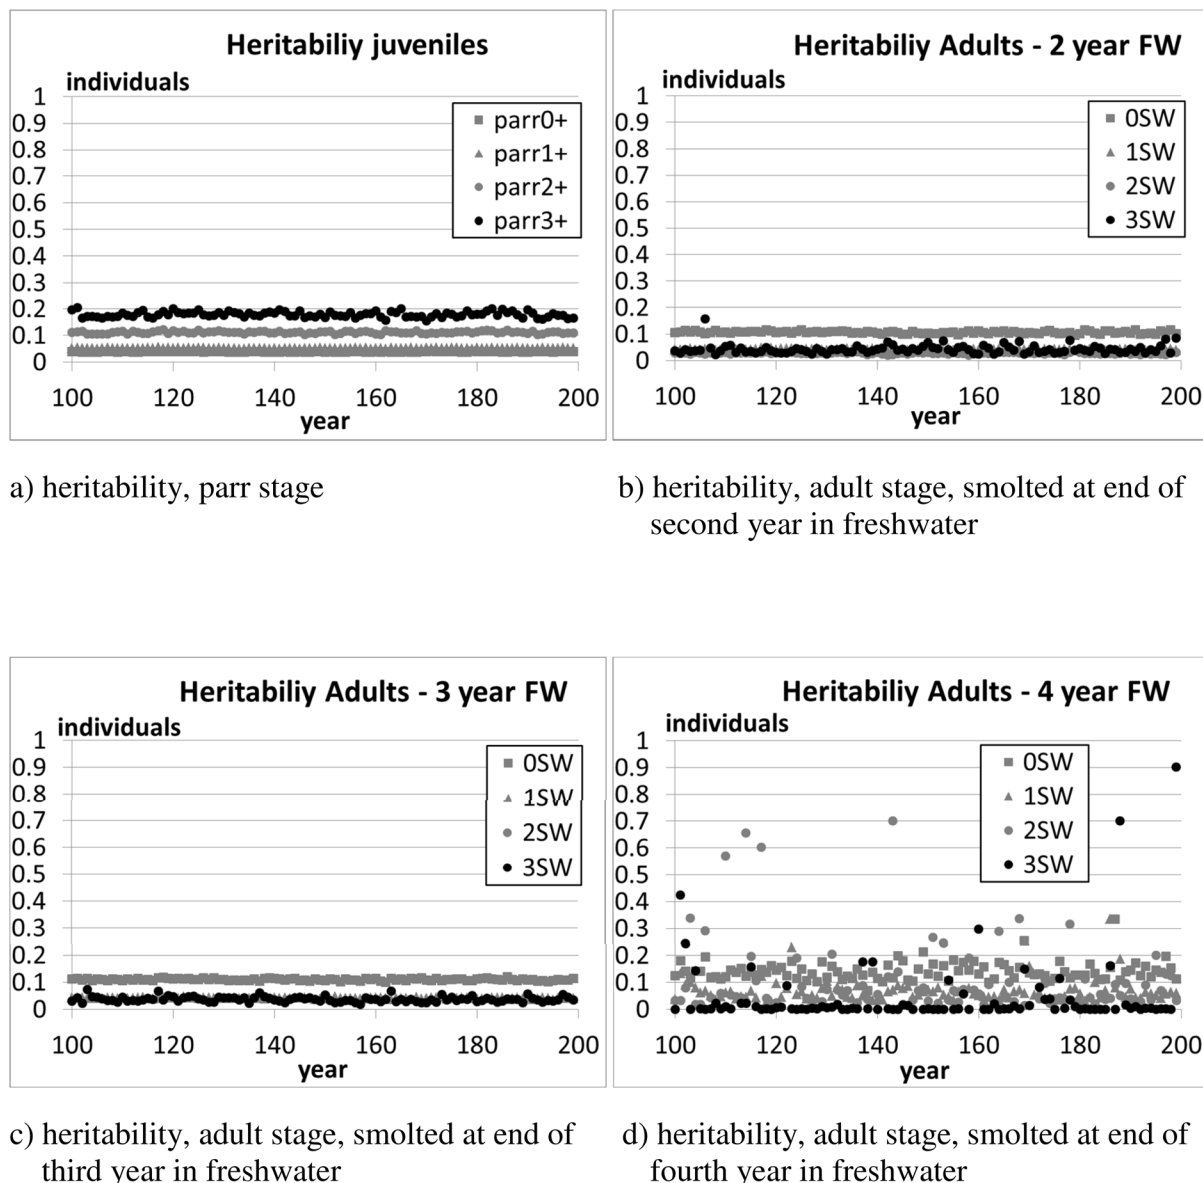 Heritabiliy juveniles
individuals
1
0.9
0.8
0.7
0.6
0.5
0.4
0.3
0.2
0.1
0
parr0+
parr1+
parr2+
parr3+
100 120 140 160 180 200
year
a) heritability, parr stage
Heritabiliy Adults - 2 year FW
individuals
1
0.9
0.8
0.7
0.6
0.5
0.4
0.3
0.2
0.1
0
0SW
1SW
2SW
3SW
100 120 140 160 180 200
year
b) heritability, adult stage, smolted at end of
second year in freshwater
Heritabiliy Adults - 3 year FW
individuals
1
0.9
0.8
0.7
0.6
0.5
0.4
0.3
0.2
0.1
0
0SW
1SW
2SW
3SW
100 120 140 160 180 200
year
c) heritability, adult stage, smolted at end of
third year in freshwater
Heritabiliy Adults - 4 year FW
individuals
1
0.9
0.8
0.7
0.6
0.5
0.4
0.3
0.2
0.1
0
0SW
1SW
2SW
3SW
100 120 140 160 180 200
year
d) heritability, adult stage, smolted at end of
fourth year in freshwater